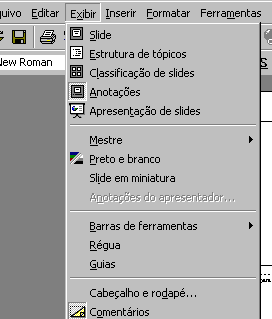 quivo Editar Exibir Inserir Formatar Ferramentas
New Roman
S
Slide
Estrutura de tópicos
Classificação de slides
Anotações
Apresentação de slides
Mestre
Preto e branco
Slide em miniatura
Anotações do apresentador...
Barras de ferramentas
Régua
Guias
Cabeçalho e rodapé...
Comentários